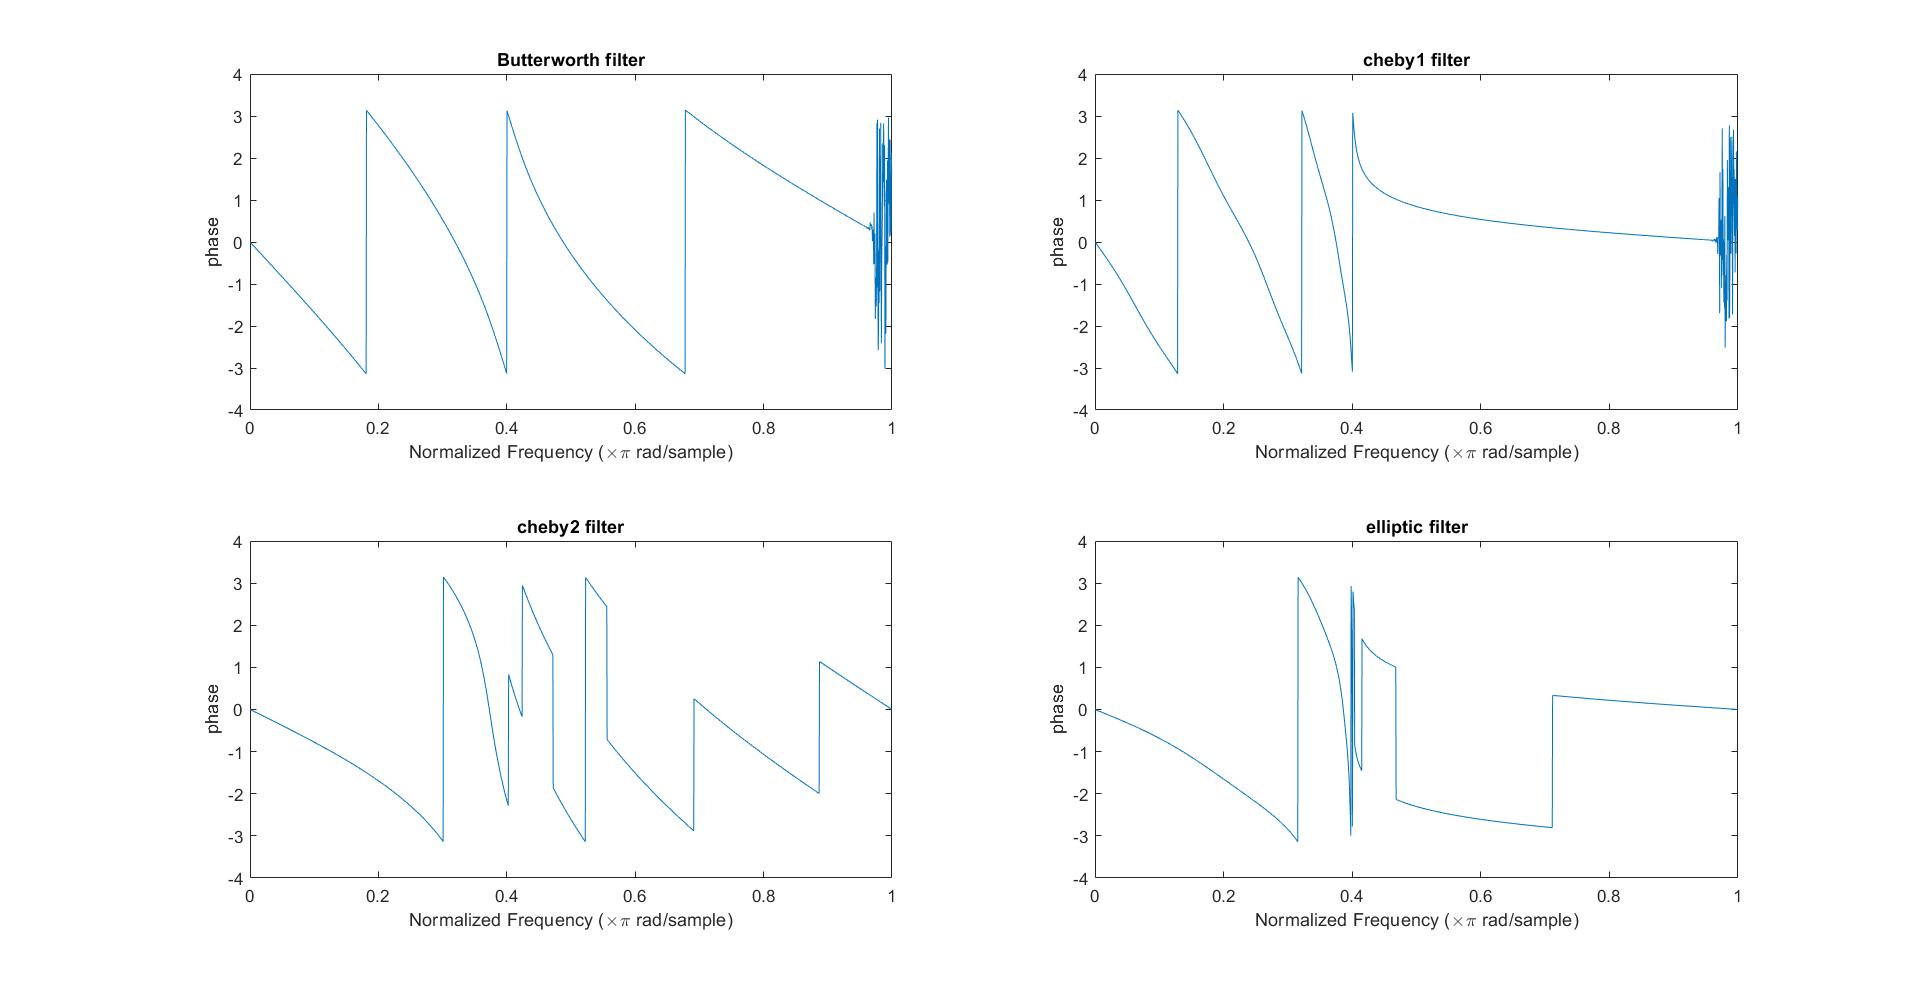 Butterworth filter
4
3
2
1
0
-1
-2
-3
-4
phase
0 0.2 0.4 0.6 0.8 1
Normalized Frequency (×π rad/sample)
cheby1 filter
4
3
2
1
0
-1
-2
-3
-4
phase
0 0.2 0.4 0.6 0.8 1
Normalized Frequency (×π rad/sample)
cheby2 filter
4
3
2
1
0
-1
-2
-3
-4
phase
0 0.2 0.4 0.6 0.8 1
Normalized Frequency (×π rad/sample)
elliptic filter
4
3
2
1
0
-1
-2
-3
-4
phase
0 0.2 0.4 0.6 0.8 1
Normalized Frequency (×π rad/sample)